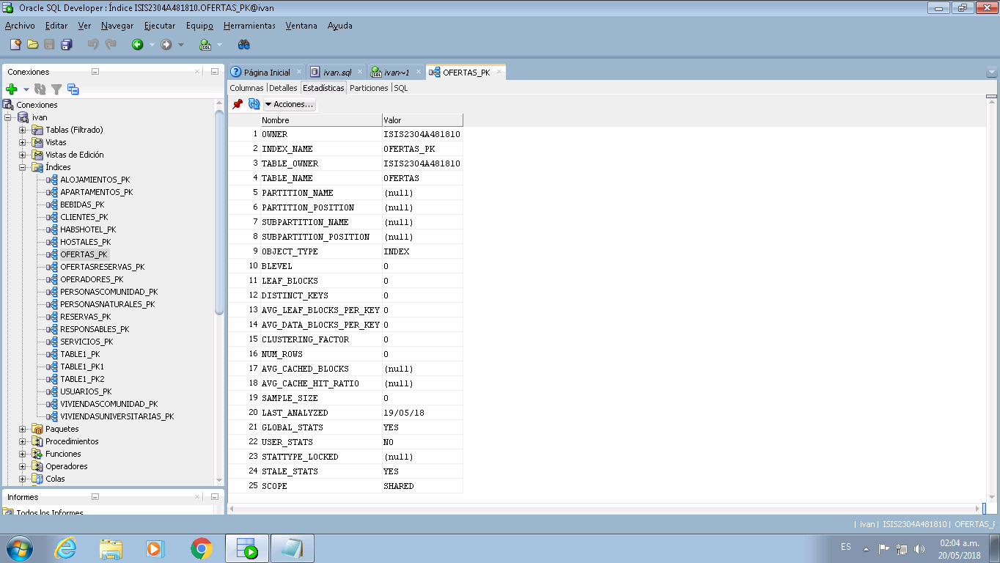 Oracle SQL Developer : Índice ISIS2304A481810.OFERTAS_PK@ivan
Archivo Editar Ver Navegar Ejecutar Equipo Herramientas Ventana Ayuda
Conexiones
Conexiones
ivan
Tablas (Filtrado)
Vistas
Vistas de Edición
Índices
ALOJAMIENTOS_PK
APARTAMENTOS_PK
BEBIDAS_PK
CLIENTES_PK
HABSHOTEL_PK
HOSTALES_PK
OFERTAS_PK
OFERTASRESERVAS_PK
OPERADORES_PK
PERSONASCOMUNIDAD_PK
PERSONASNATURALES_PK
RESERVAS_PK
RESPONSABLES_PK
SERVICIOS_PK
TABLE1_PK
TABLE1_PK1
TABLE1_PK2
USUARIOS_PK
VIVIENDASCOMUNIDAD_PK
VIVIENDASUNIVERSITARIAS_PK
Paquetes
Procedimientos
Funciones
Operadores
Colas
Informes
Todos los Informes
Página Inicial ivan.sql ivan~1 OFERTAS_PK
Columnas Detalles Estadísticas Particiones SQL
Acciones...
Nombre Valor
1 OWNER ISIS2304A481810
2 INDEX_NAME OFERTAS_PK
3 TABLE_OWNER ISIS2304A481810
4 TABLE_NAME OFERTAS
5 PARTITION_NAME (null)
6 PARTITION_POSITION (null)
7 SUBPARTITION_NAME (null)
8 SUBPARTITION_POSITION (null)
9 OBJECT_TYPE INDEX
10 BLEVEL 0
11 LEAF_BLOCKS 0
12 DISTINCT_KEYS 0
13 AVG_LEAF_BLOCKS_PER_KEY 0
14 AVG_DATA_BLOCKS_PER_KEY 0
15 CLUSTERING_FACTOR 0
16 NUM_ROWS 0
17 AVG_CACHED_BLOCKS (null)
18 AVG_CACHE_HIT_RATIO (null)
19 SAMPLE_SIZE 0
20 LAST_ANALYZED 19/05/18
21 GLOBAL_STATS YES
22 USER_STATS NO
23 STATTYPE_LOCKED (null)
24 STALE_STATS YES
25 SCOPE SHARED
| ivan | ISIS2304A481810 | OFERTAS_P
ES
02:04 a.m.
20/05/2018